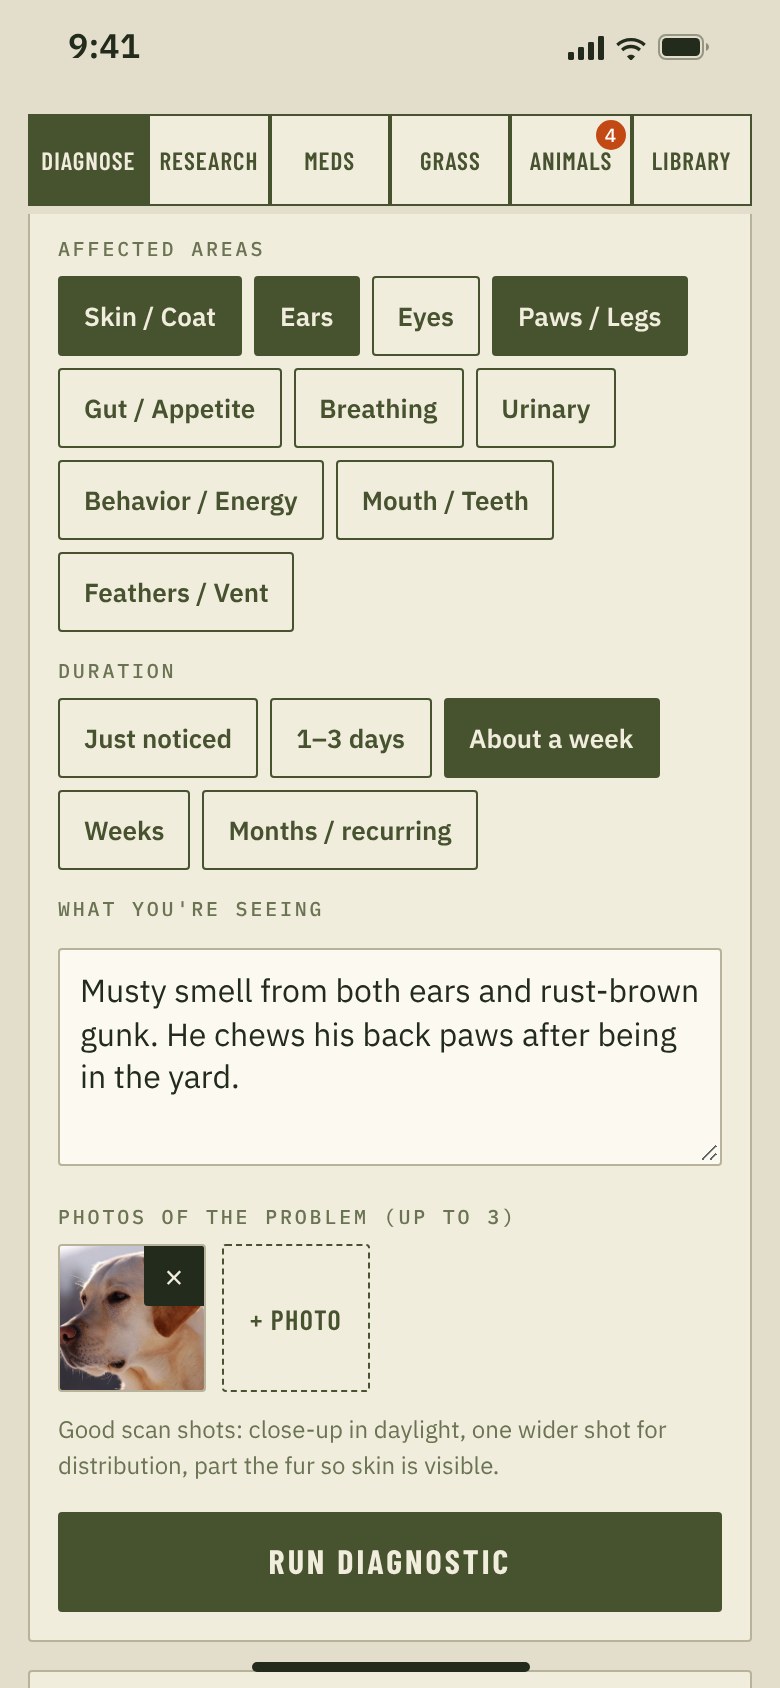 9:41
DIAGNOSE RESEARCH MEDS GRASS ANIMALS 4 LIBRARY
AFFECTED AREAS
Skin / Coat Ears Eyes Paws / Legs
Gut / Appetite Breathing Urinary
Behavior / Energy Mouth / Teeth
Feathers / Vent
DURATION
Just noticed 1–3 days About a week
Weeks Months / recurring
WHAT YOU'RE SEEING
Musty smell from both ears and rust-brown
gunk. He chews his back paws after being
in the yard.
PHOTOS OF THE PROBLEM (UP TO 3)
×
+ PHOTO
Good scan shots: close-up in daylight, one wider shot for
distribution, part the fur so skin is visible.
RUN DIAGNOSTIC